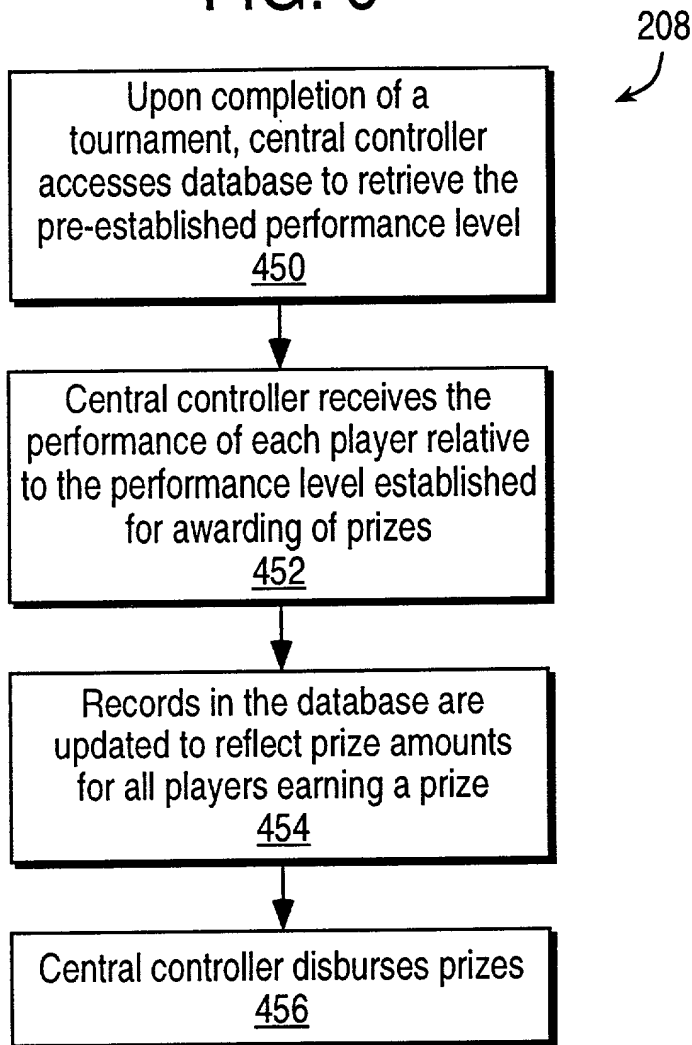 FIG.
208
Upon completion of a
tournament, central controller
accesses database to retrieve the
pre-established performance level
450
Central controller receives the
performance of each player relative
to the performance level established
for awarding of prizes
452
Records in the database are
updated to reflect prize amounts
for all players earning a prize
454
Central controller disburses prizes
456